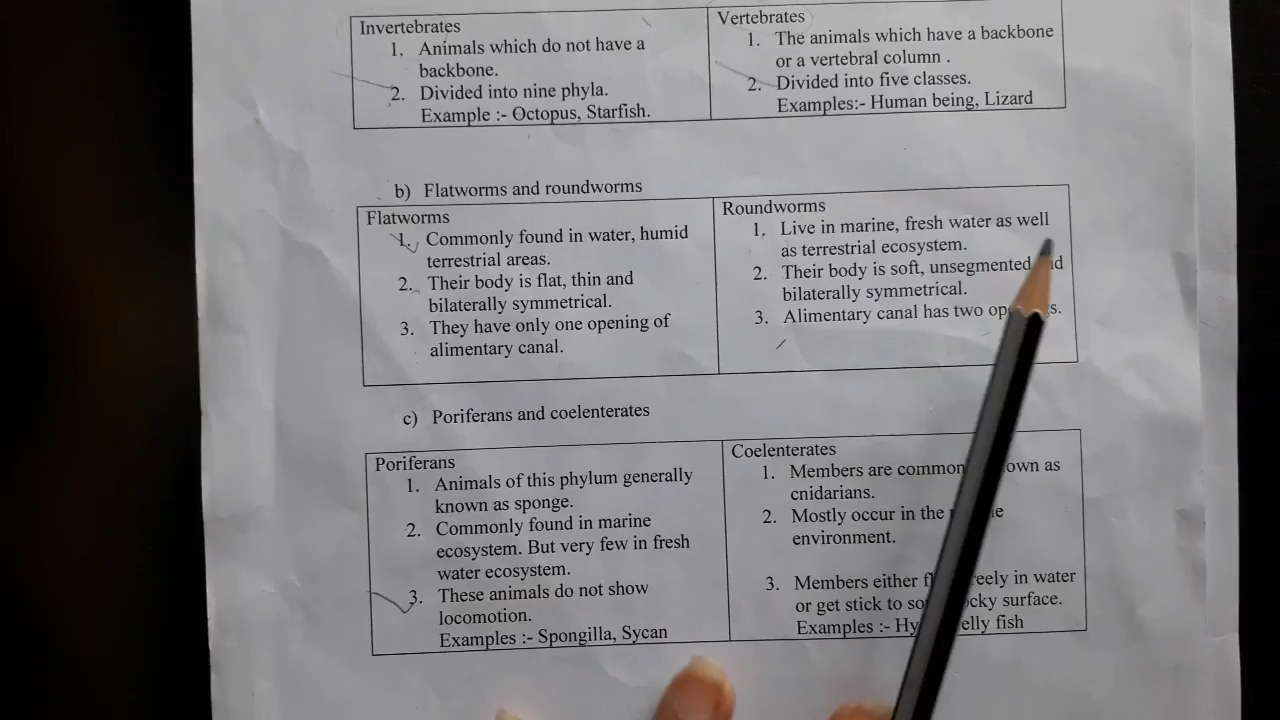 Invertebrates
1. Animals which do not have a
backbone.
2. Divided into nine phyla.
Example :- Octopus, Starfish.
Vertebrates
1. The animals which have a backbone
or a vertebral column .
2. Divided into five classes.
Examples:- Human being, Lizard
b) Flatworms and roundworms
Flatworms
1. Commonly found in water, humid
terrestrial areas.
2. Their body is flat, thin and
bilaterally symmetrical.
3. They have only one opening of
alimentary canal.
Roundworms
1. Live in marine, fresh water as well
as terrestrial ecosystem.
2. Their body is soft, unsegmented
bilaterally symmetrical.
3. Alimentary canal has two
c) Poriferans and coelenterates
Poriferans
1. Animals of this phylum generally
known as sponge.
2. Commonly found in marine
ecosystem. But very few in fresh
water ecosystem.
3. These animals do not show
locomotion.
Examples :- Spongilla, Sycan
Coelenterates
1. Members are as
cnidarians.
2. Mostly occur in the
environment.
3. Members either in water
or get stick to surface.
Examples :- fish